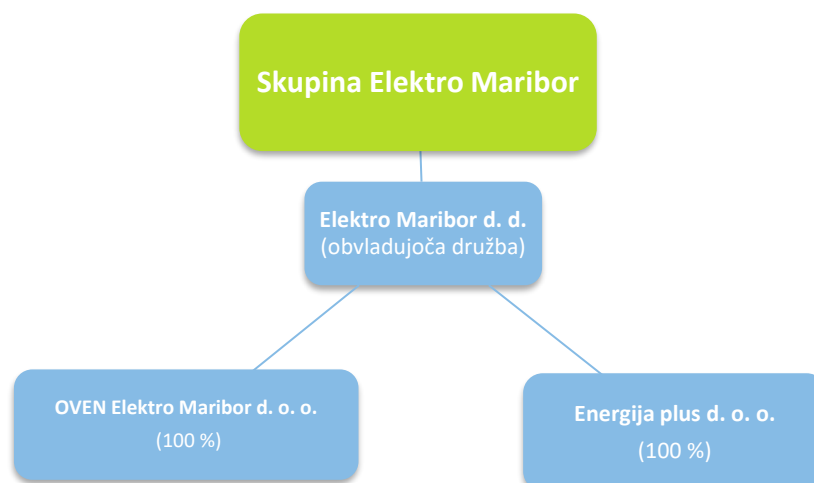 Skupina Elektro Maribor
Elektro Maribor d. d.
(obvladujoča družba)
OVEN Elektro Maribor d. o. o.
(100 %)
Energija plus d. o. o.
(100 %)